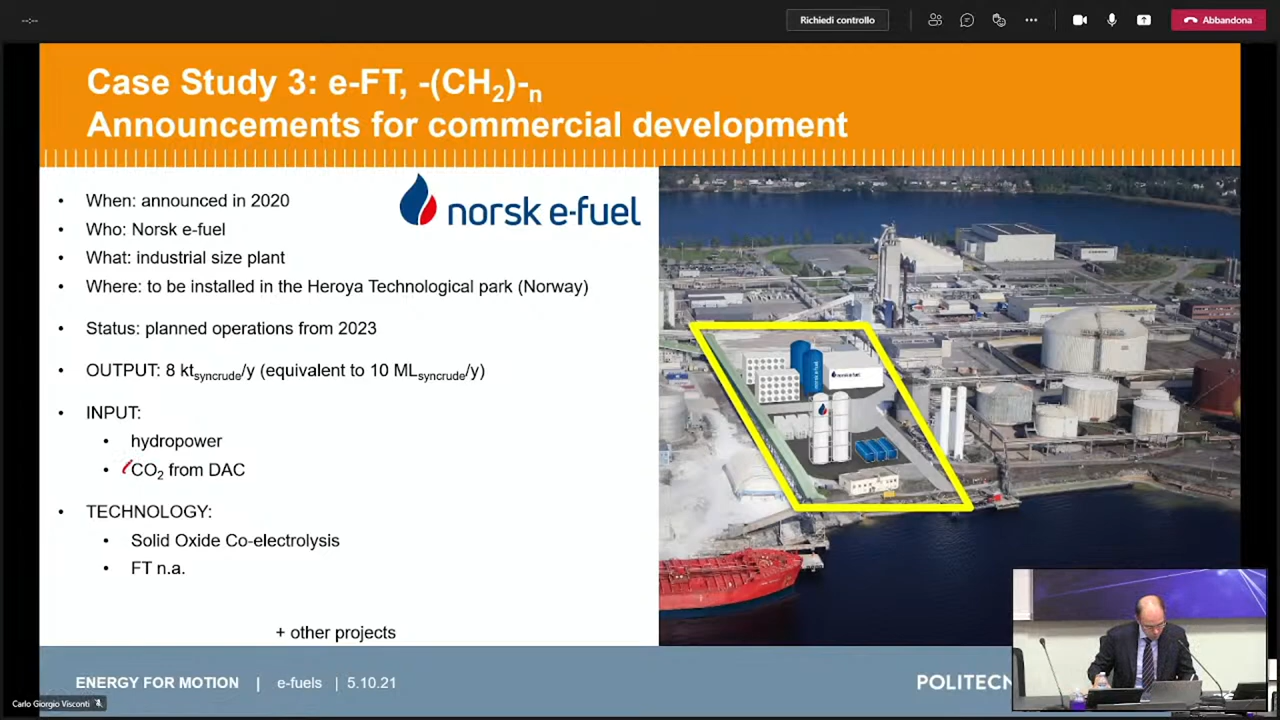 --:--
Richiedi controllo
Abbandona
Case Study 3: e-FT, -(CH2)-n
Announcements for commercial development
• When: announced in 2020
norsk e-fuel
• Who: Norsk e-fuel
• What: industrial size plant
• Where: to be installed in the Heroya Technological park (Norway)
• Status: planned operations from 2023
• OUTPUT: 8 ktsyncrude/y (equivalent to 10 MLsyncrude/y)
• INPUT:
• hydropower
• CO2 from DAC
• TECHNOLOGY:
• Solid Oxide Co-electrolysis
• FT n.a.
+ other projects
norsk e-fuel
ENERGY FOR MOTION | e-fuels | 5.10.21
POLITECN
Carlo Giorgio Visconti